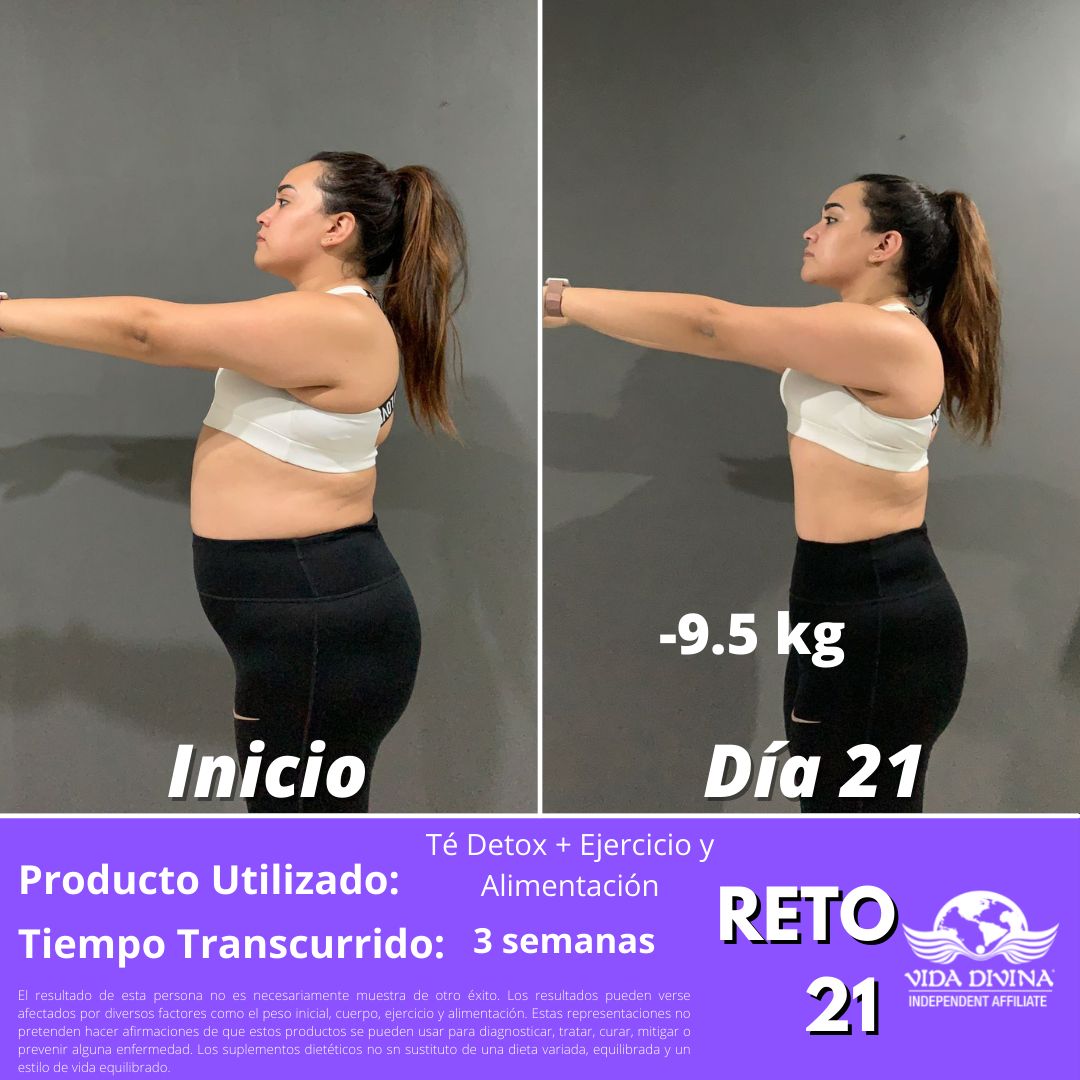 -9.5 kg
Inicio
Día 21
Té Detox + Ejercicio y
Alimentación
Producto Utilizado:
Tiempo Transcurrido:
3 semanas
RETO
21
VIDA DIVINA
INDEPENDENT AFFILIATE
El resultado de esta persona no es necesariamente muestra de otro éxito. Los resultados pueden verse
afectados por diversos factores como el peso inicial, cuerpo, ejercicio y alimentación. Estas representaciones no
pretenden hacer afirmaciones de que estos productos se pueden usar para diagnosticar, tratar, curar, mitigar o
prevenir alguna enfermedad. Los suplementos dietéticos no sn sustituto de una dieta variada, equilibrada y un
estilo de vida equilibrado.